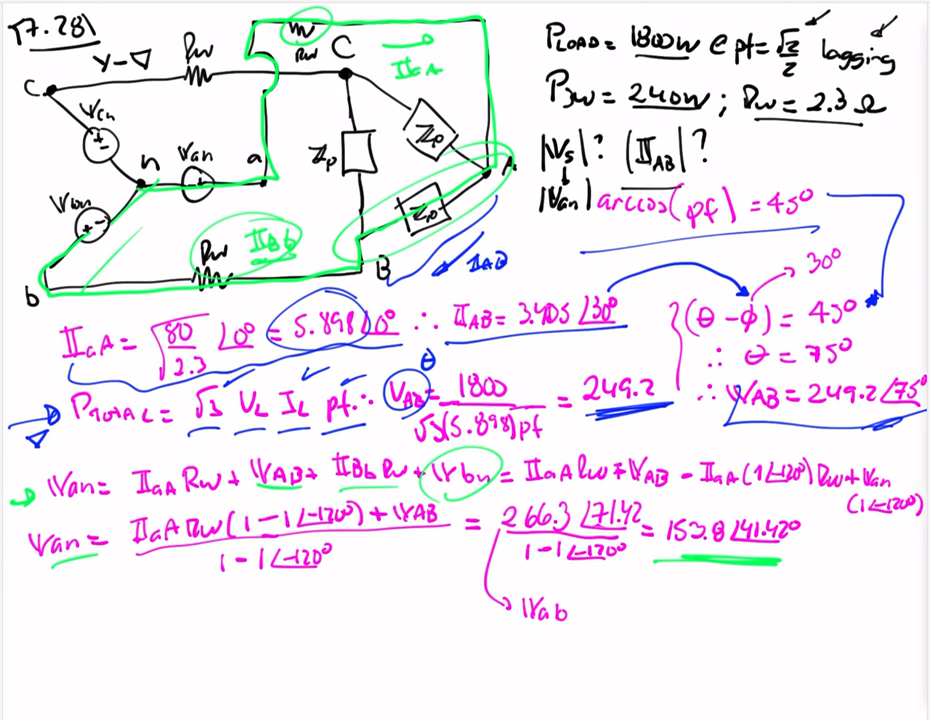 17.28)
Y-Δ
Rw
Rw
C
IaA
c
Vcn
Zp
Zp
n
Van
a
A
Vbn
Zp
Rw
IBb
B
IAB
b
PLOAD = 1800W @ pf = √2/2 lagging
P3w = 240W ; Rw = 2.3 Ω
|Vs| ? |IAB| ?
|Van| arccos(pf) = 45°
IaA = √(80/2.3) ∠0° = 5.898∠0° ∴ IAB = 3.405 ∠30°
(θ - ϕ) = 45°
30°
∴ θ = 75°
θ
Δ
PTOTAL = √3 VL IL pf ∴ VAB = 1800/(√3(5.898)pf) = 249.2
∴ VAB = 249.2∠75°
Van = IaA Rw + VAB + IBb Rw + Vbn = IaA Rw + VAB - IaA(1∠-120°) Rw + Van (1∠-120°)
Van = (IaA Rw (1 - 1∠-120°) + VAB)/(1 - 1∠-120°) = (266.3 ∠71.42)/(1 - 1∠-120°) = 153.8∠41.42°
Vab